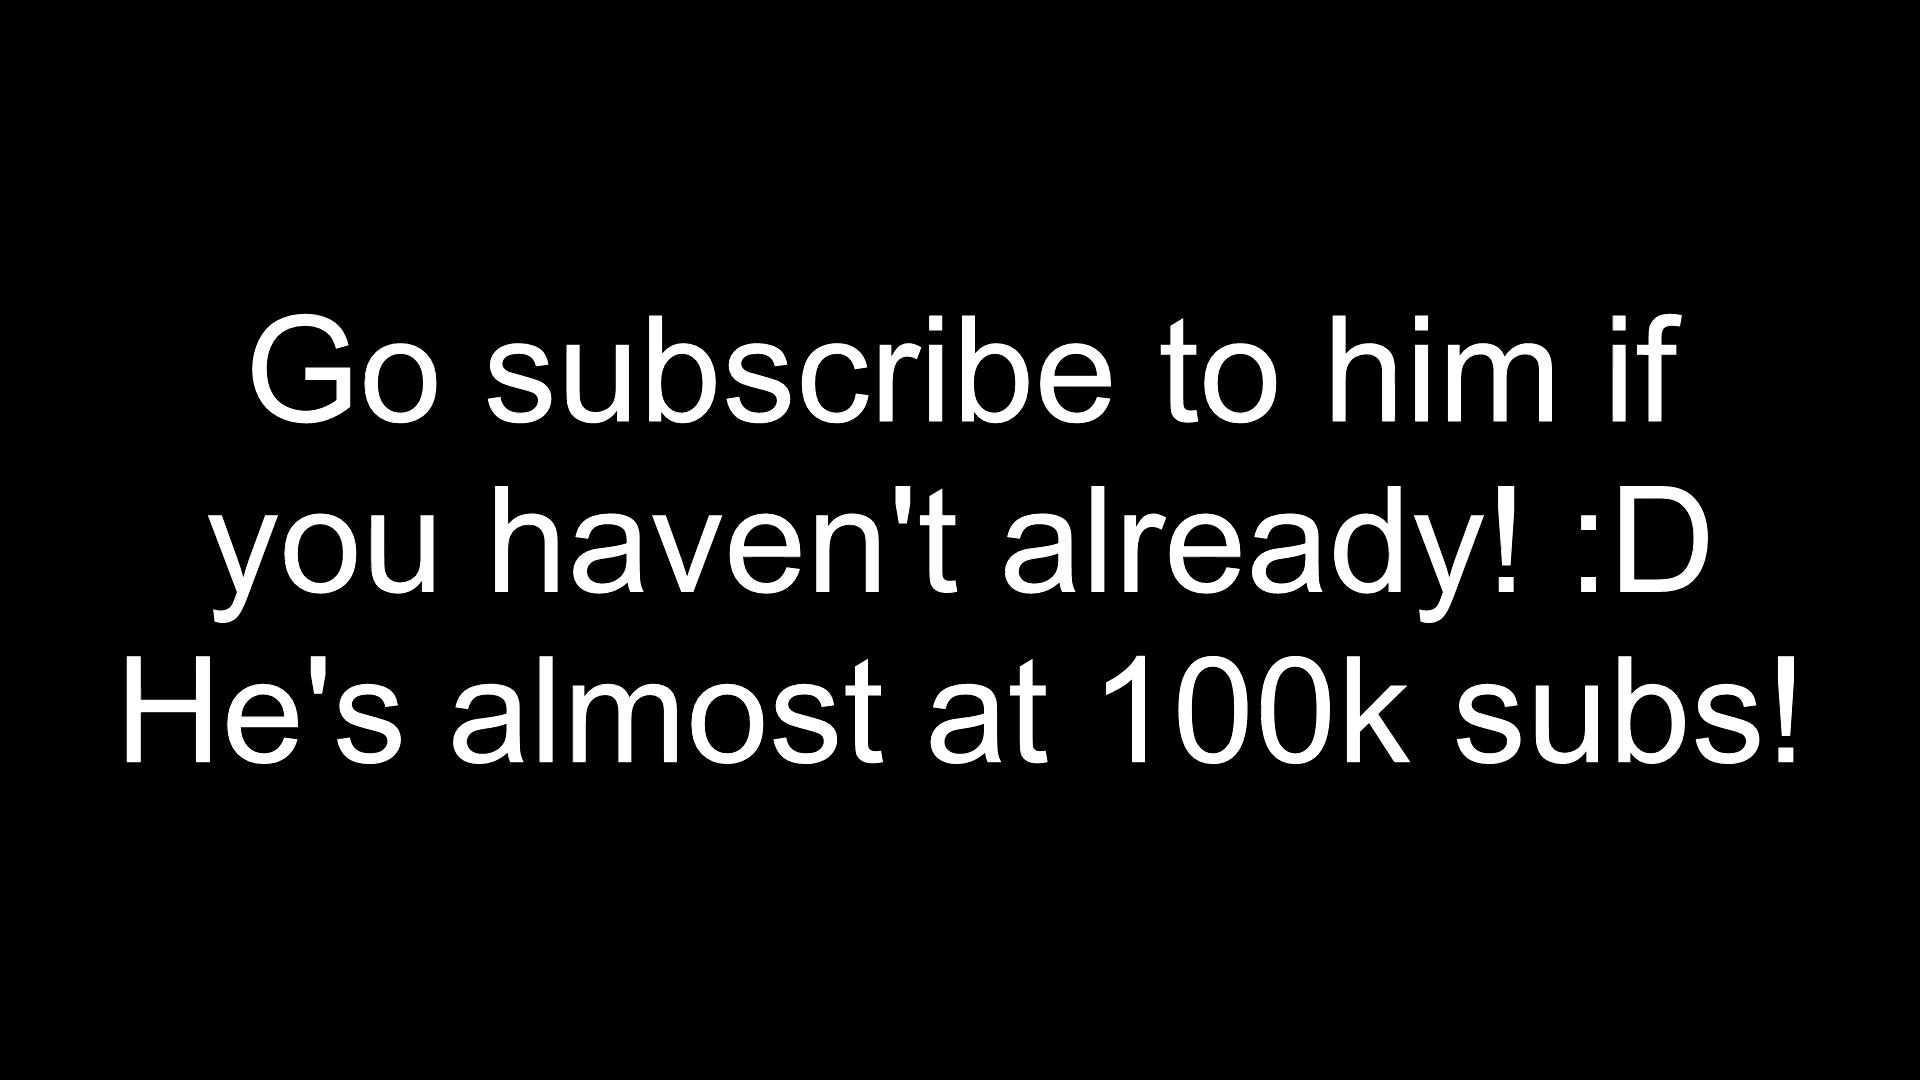 Go subscribe to him if
you haven't already! :D
He's almost at 100k subs!